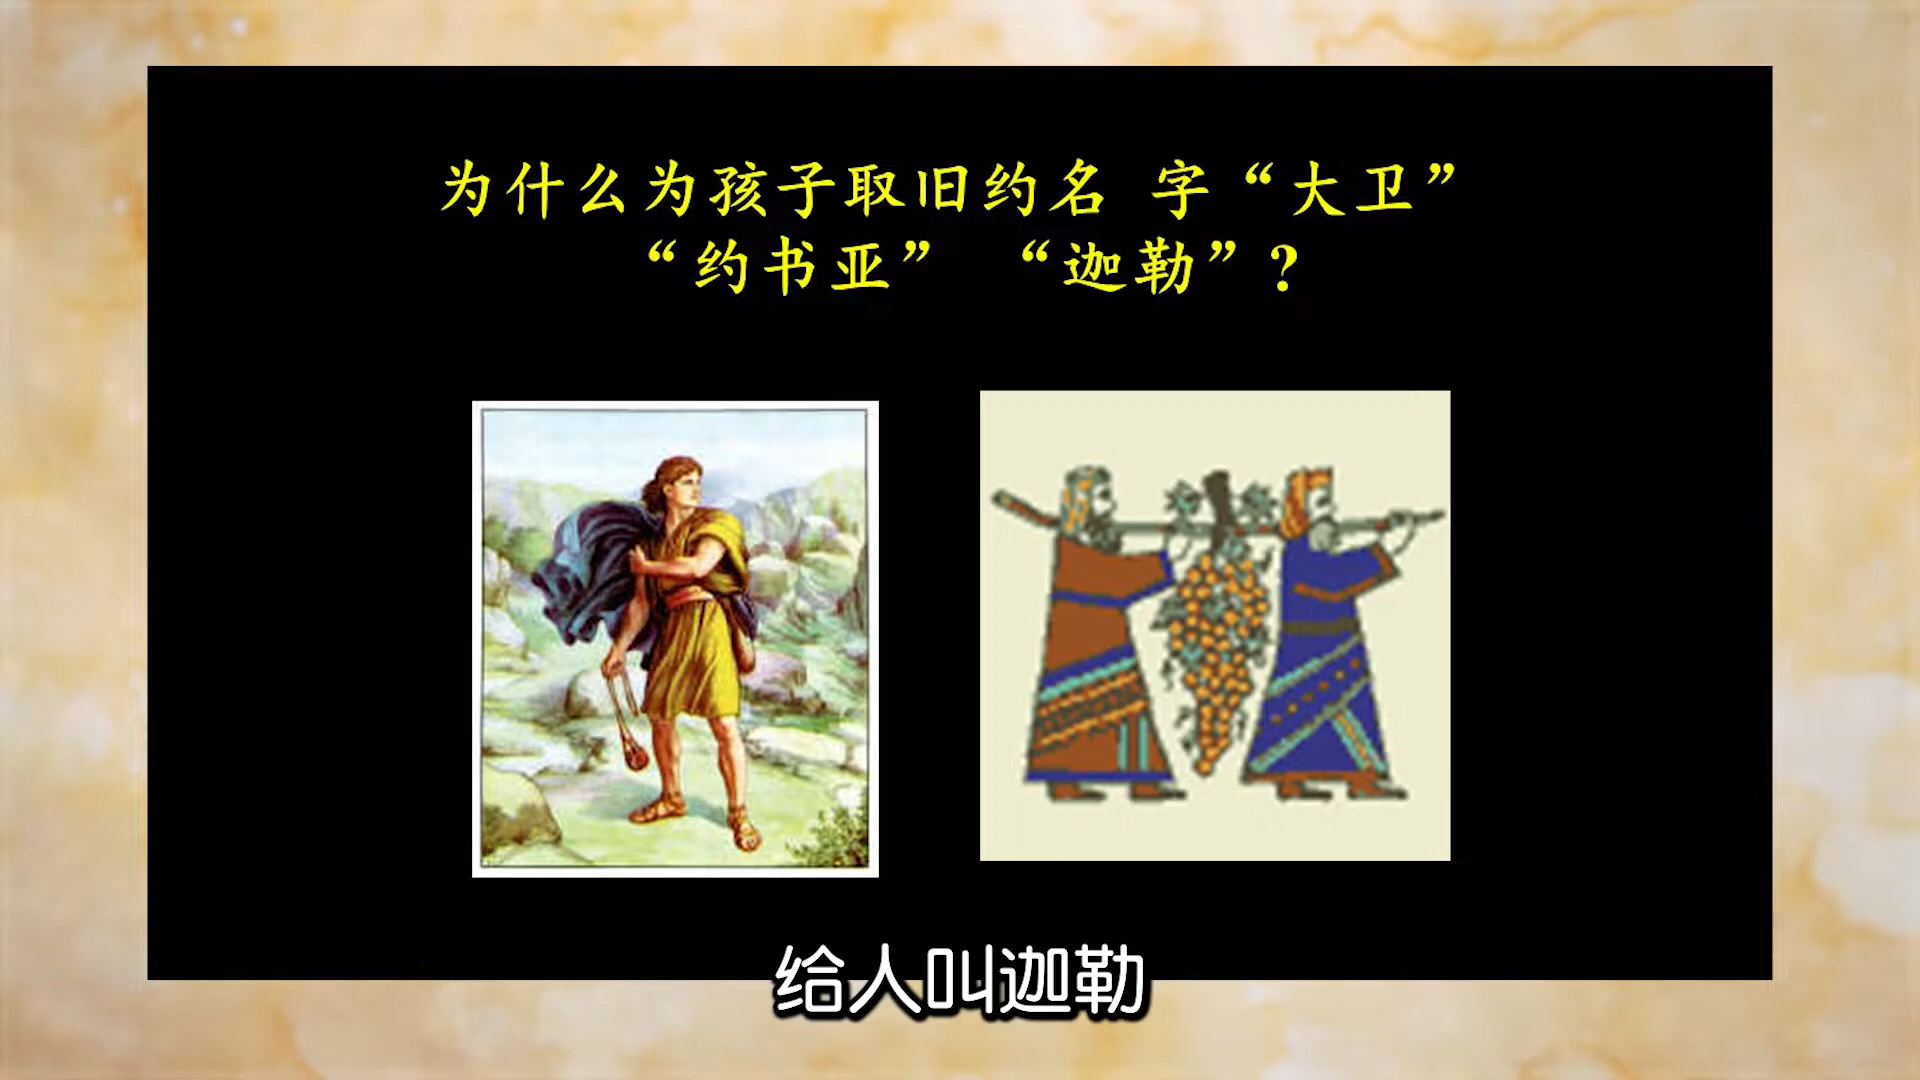 为什么为孩子取旧约名 字“大卫”
“约书亚” “迦勒”?
给人叫迦勒